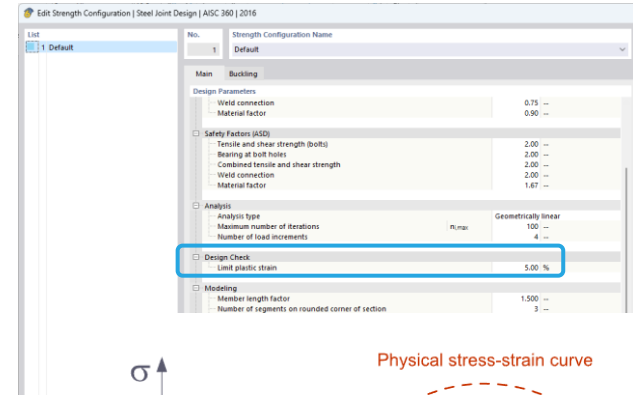 Edit Strength Configuration | Steel Joint Design | AISC 360 | 2016
List
No.
Strength Configuration Name
1 Default
1
Default
Main
Buckling
Design Parameters
Weld connection 0.75 --
Material factor 0.90 --
Safety Factors (ASD)
Tensile and shear strength (bolts) 2.00 --
Bearing at bolt holes 2.00 --
Combined tensile and shear strength 2.00 --
Weld connection 2.00 --
Material factor 1.67 --
Analysis
Analysis type Geometrically linear
Maximum number of iterations ni,max 100 --
Number of load increments 4 --
Design Check
Limit plastic strain 5.00 %
Modeling
Member length factor 1.500 --
Number of segments on rounded corner of section 3 --
Physical stress-strain curve
σ